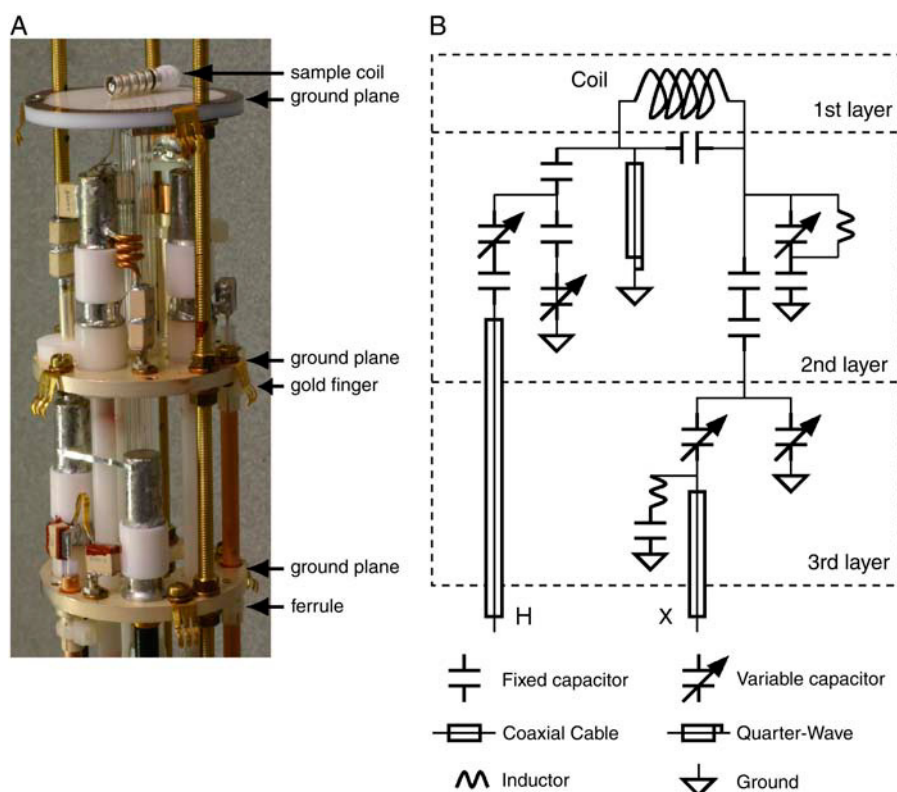 A
sample coil
ground plane
ground plane
gold finger
ground plane
ferrule
B
Coil
1st layer
2nd layer
3rd layer
H
X
Fixed capacitor
Variable capacitor
Coaxial Cable
Quarter-Wave
Inductor
Ground